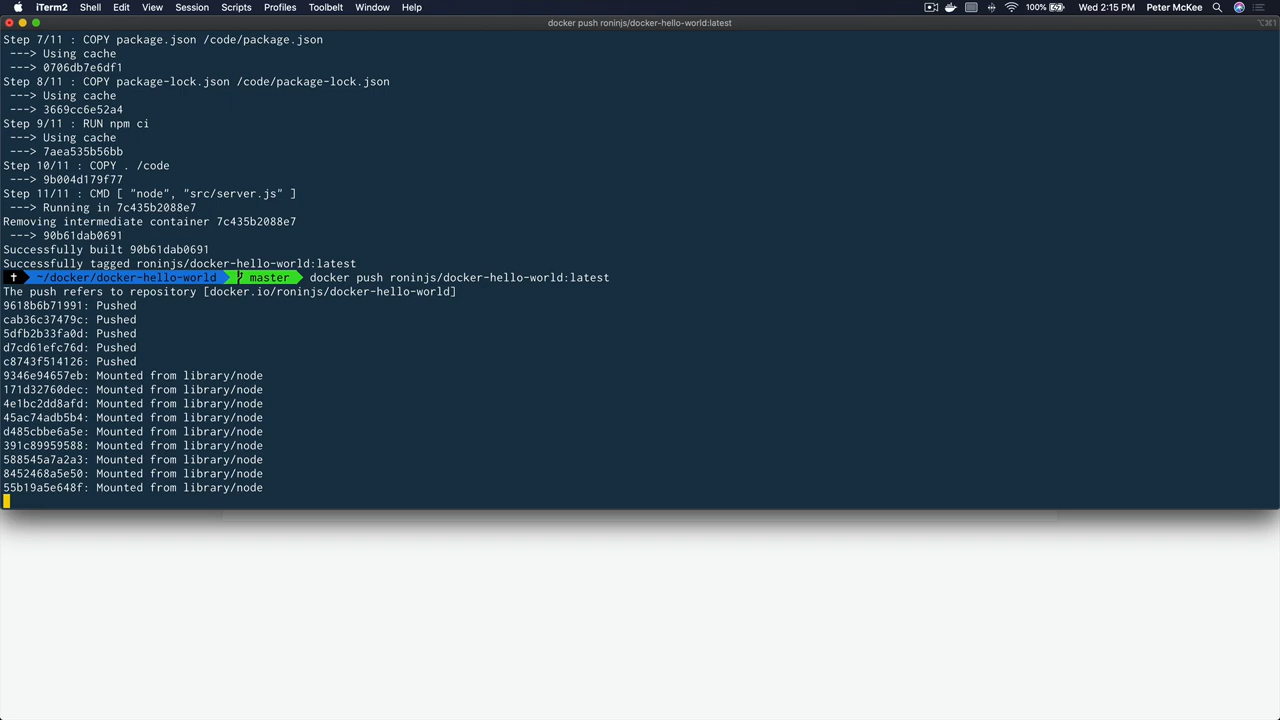 iTerm2 Shell Edit View Session Scripts Profiles Toolbelt Window Help 100% Wed 2:15 PM Peter McKee
docker push roninjs/docker-hello-world:latest ⌥⌘1
Step 7/11 : COPY package.json /code/package.json
---> Using cache
---> 0706db7e6df1
Step 8/11 : COPY package-lock.json /code/package-lock.json
---> Using cache
---> 3669cc6e52a4
Step 9/11 : RUN npm ci
---> Using cache
---> 7aea535b56bb
Step 10/11 : COPY . /code
---> 9b004d179f77
Step 11/11 : CMD [ "node", "src/server.js" ]
---> Running in 7c435b2088e7
Removing intermediate container 7c435b2088e7
---> 90b61dab0691
Successfully built 90b61dab0691
Successfully tagged roninjs/docker-hello-world:latest
~/docker/docker-hello-world master docker push roninjs/docker-hello-world:latest
The push refers to repository [docker.io/roninjs/docker-hello-world]
9618b6b71991: Pushed
cab36c37479c: Pushed
5dfb2b33fa0d: Pushed
d7cd61efc76d: Pushed
c8743f514126: Pushed
9346e94657eb: Mounted from library/node
171d32760dec: Mounted from library/node
4e1bc2dd8afd: Mounted from library/node
45ac74adb5b4: Mounted from library/node
d485cbbe6a5e: Mounted from library/node
391c89959588: Mounted from library/node
588545a7a2a3: Mounted from library/node
8452468a5e50: Mounted from library/node
55b19a5e648f: Mounted from library/node